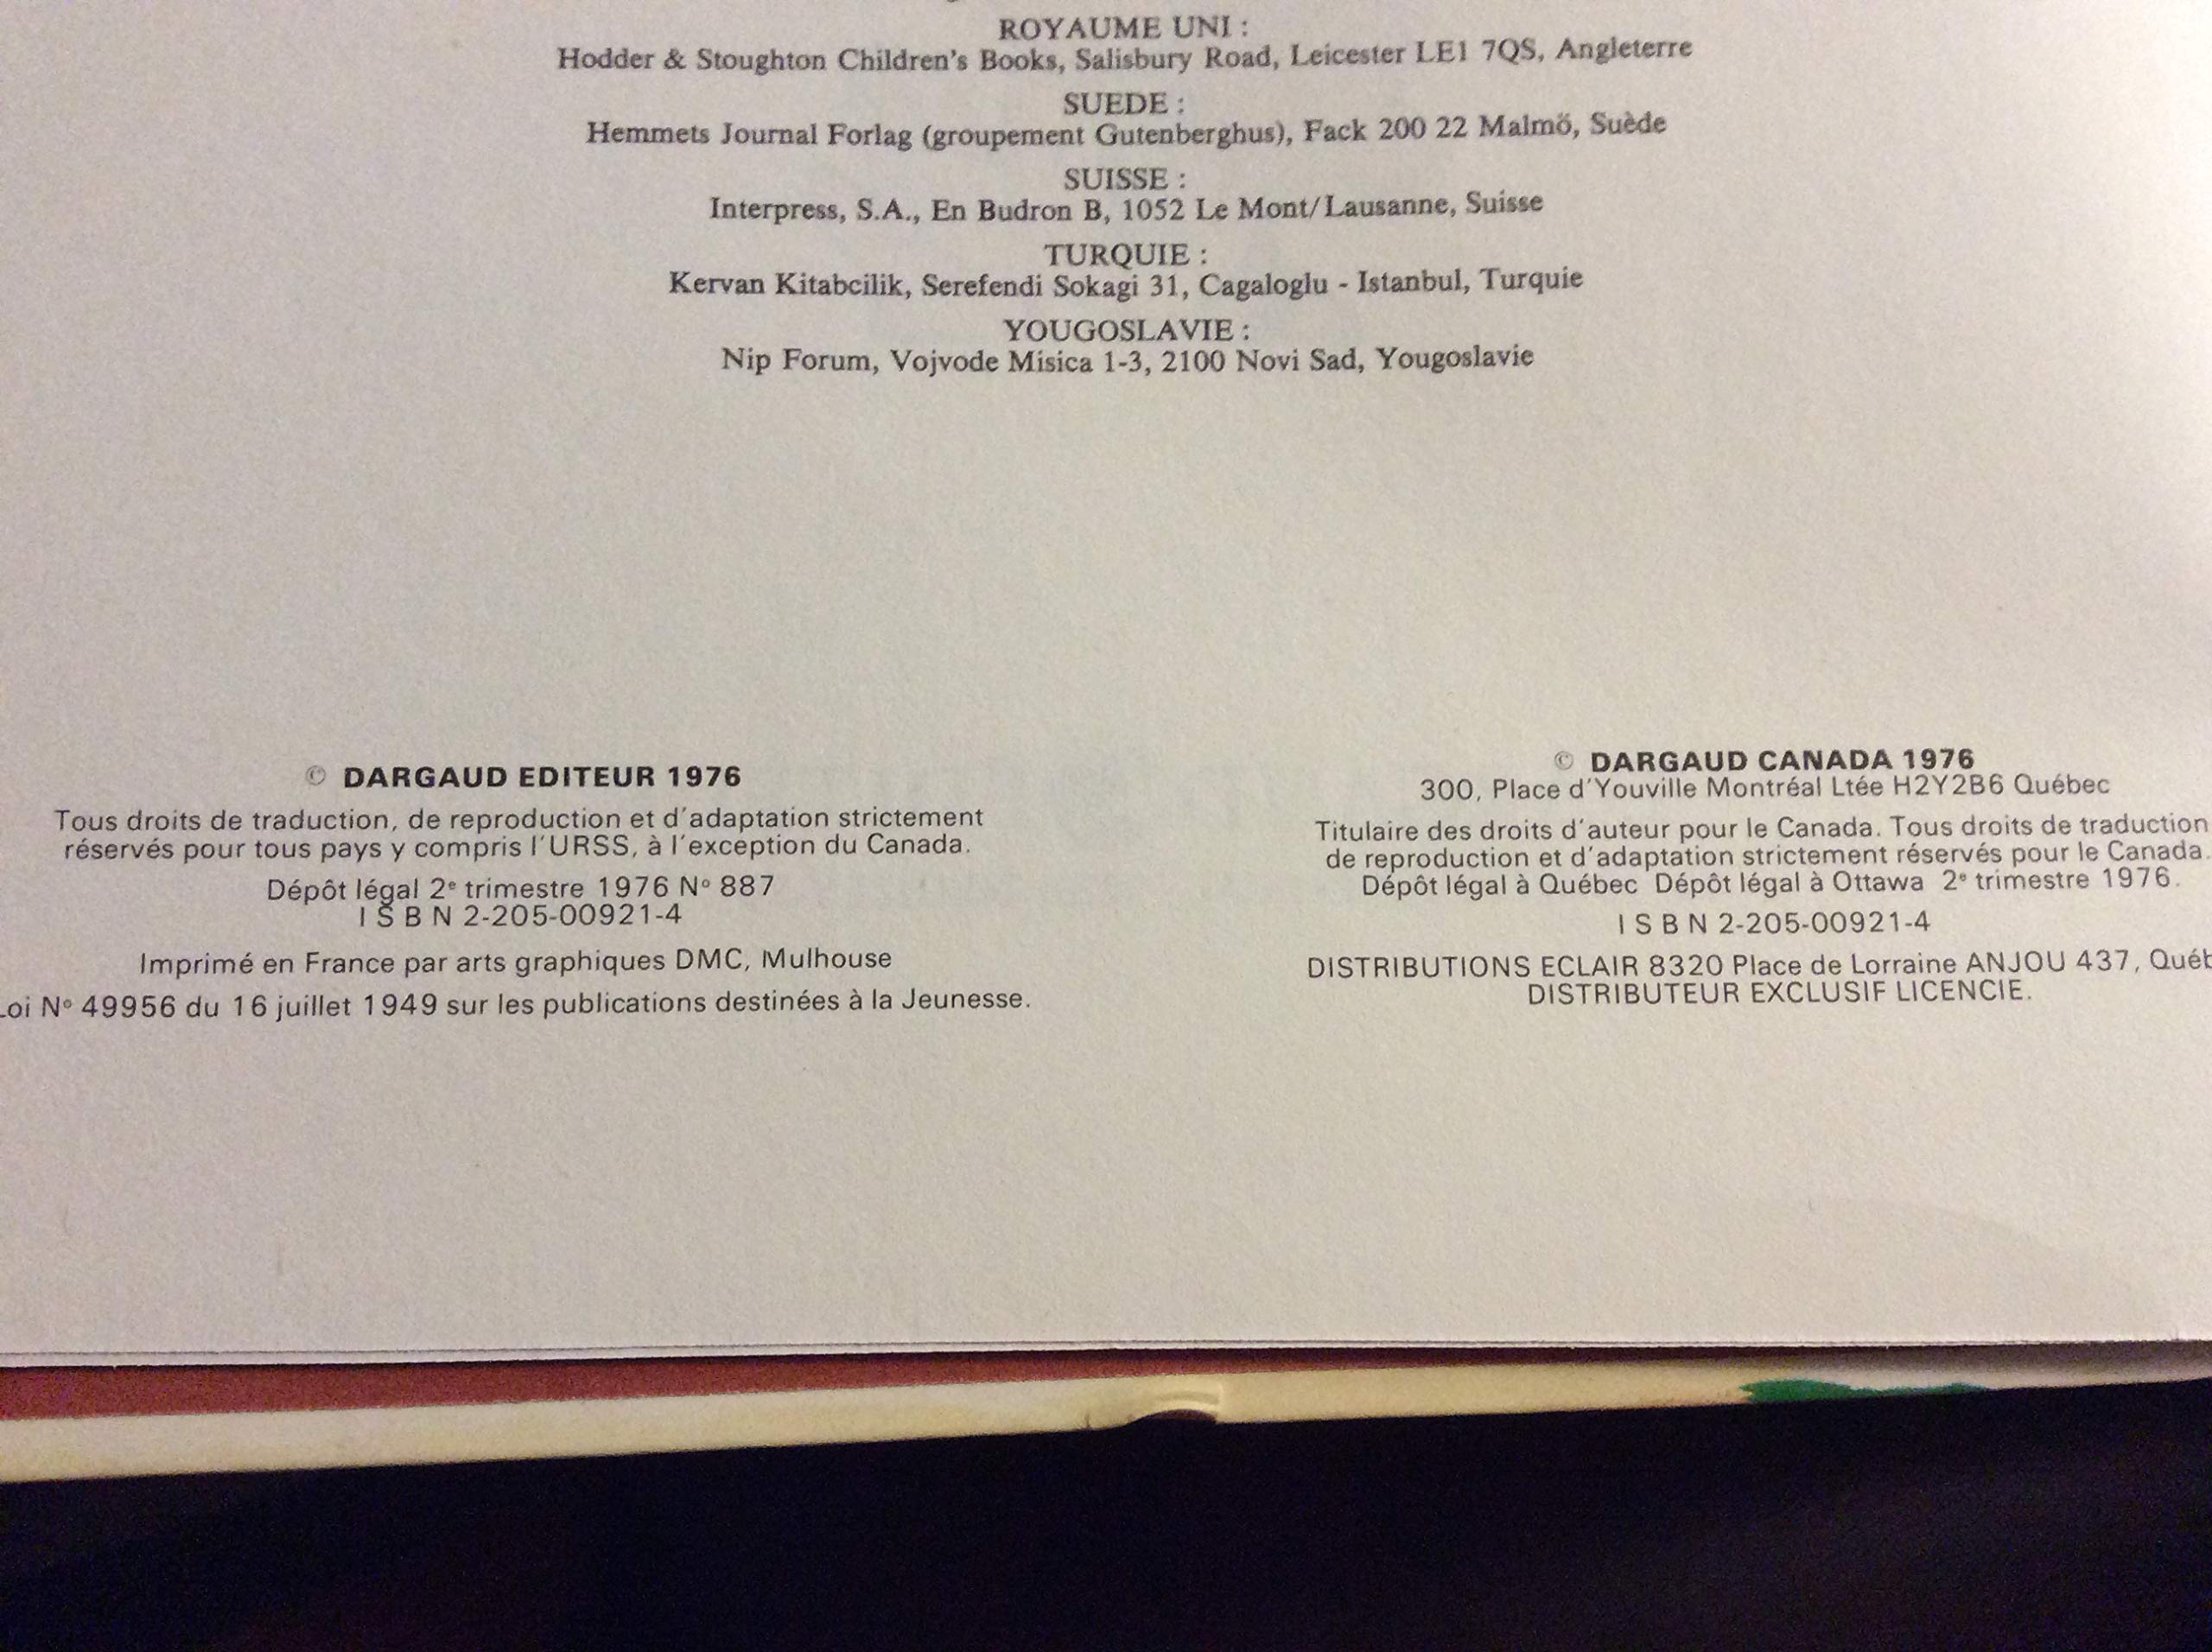 ROYAUME UNI :
Hodder & Stoughton Children's Books, Salisbury Road, Leicester LE1 7QS, Angleterre
SUEDE :
Hemmets Journal Forlag (groupement Gutenberghus), Fack 200 22 Malmö, Suède
SUISSE :
Interpress, S.A., En Budron B, 1052 Le Mont/Lausanne, Suisse
TURQUIE :
Kervan Kitabcilik, Serefendi Sokagi 31, Cagaloglu - Istanbul, Turquie
YOUGOSLAVIE :
Nip Forum, Vojvode Misica 1-3, 2100 Novi Sad, Yougoslavie
© DARGAUD EDITEUR 1976
Tous droits de traduction, de reproduction et d'adaptation strictement
réservés pour tous pays y compris l'URSS, à l'exception du Canada.
Dépôt légal 2e trimestre 1976 No 887
I S B N 2-205-00921-4
Imprimé en France par arts graphiques DMC, Mulhouse
Loi No 49956 du 16 juillet 1949 sur les publications destinées à la Jeunesse.
© DARGAUD CANADA 1976
300, Place d'Youville Montréal Ltée H2Y2B6 Québec
Titulaire des droits d'auteur pour le Canada. Tous droits de traduction
de reproduction et d'adaptation strictement réservés pour le Canada.
Dépôt légal à Québec Dépôt légal à Ottawa 2e trimestre 1976.
I S B N 2-205-00921-4
DISTRIBUTIONS ECLAIR 8320 Place de Lorraine ANJOU 437, Québ
DISTRIBUTEUR EXCLUSIF LICENCIE.